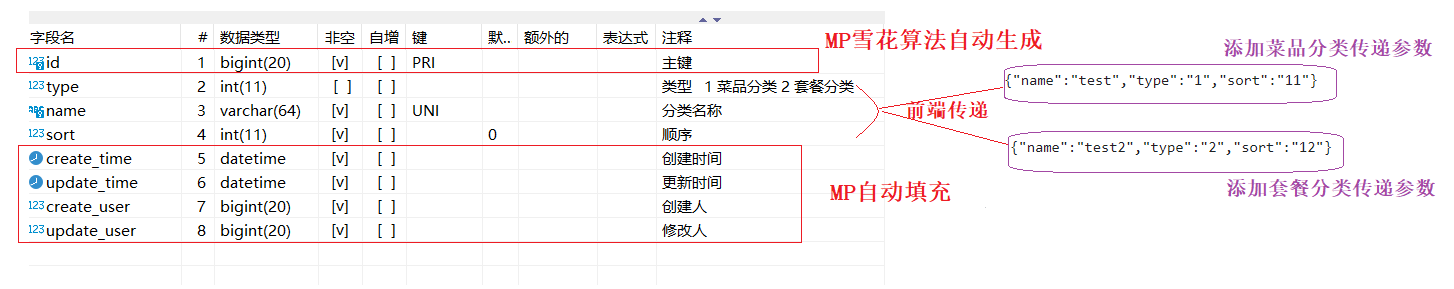 字段名 # 数据类型 非空 自增 键 默.. 额外的 表达式 注释
123 id 1 bigint(20) [v] [ ] PRI 主键
123 type 2 int(11) [ ] [ ] 类型 1 菜品分类 2 套餐分类
name 3 varchar(64) [v] [ ] UNI 分类名称
123 sort 4 int(11) [v] [ ] 0 顺序
create_time 5 datetime [v] [ ] 创建时间
update_time 6 datetime [v] [ ] 更新时间
123 create_user 7 bigint(20) [v] [ ] 创建人
123 update_user 8 bigint(20) [v] [ ] 修改人
MP雪花算法自动生成
前端传递
MP自动填充
添加菜品分类传递参数
{"name":"test","type":"1","sort":"11"}
{"name":"test2","type":"2","sort":"12"}
添加套餐分类传递参数